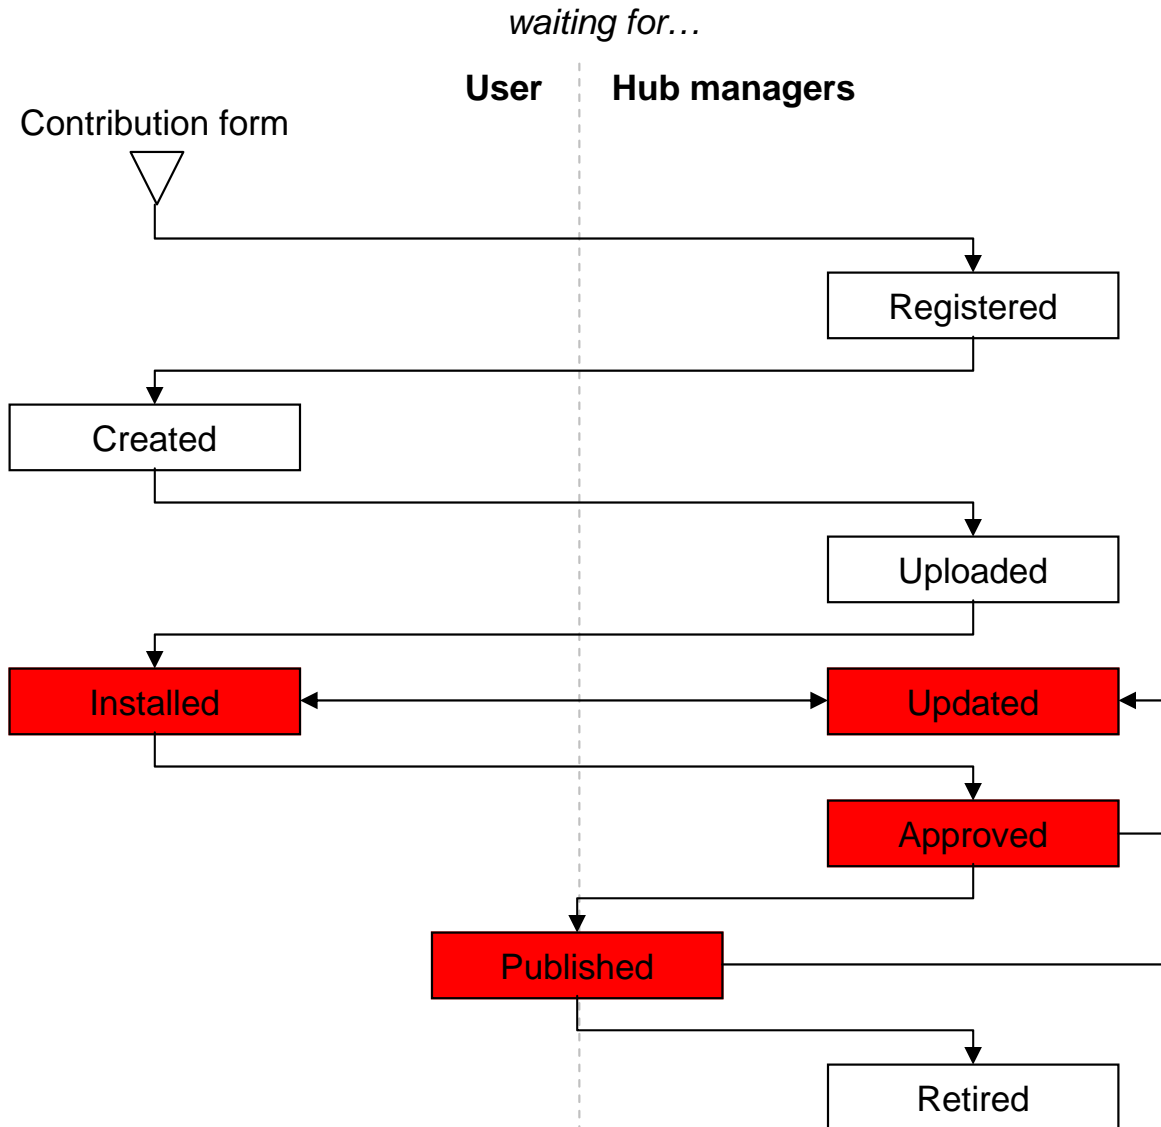 waiting for…
User
Hub managers
Contribution form
Registered
Created
Uploaded
Installed
Updated
Approved
Published
Retired